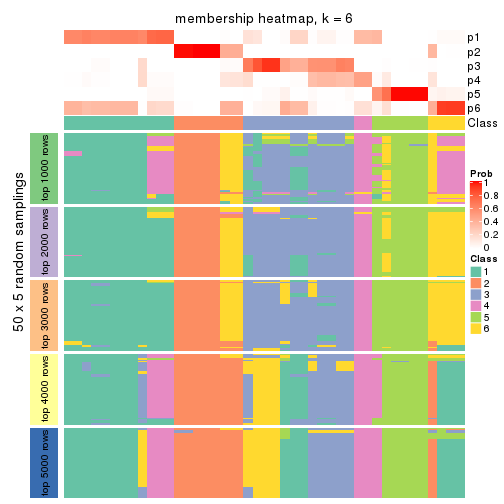 membership heatmap, k = 6
p1
p2
p3
p4
p5
p6
Class
50 x 5 random samplings
top 1000 rows
top 2000 rows
top 3000 rows
top 4000 rows
top 5000 rows
Prob
1
0.8
0.6
0.4
0.2
0
Class
1
2
3
4
5
6